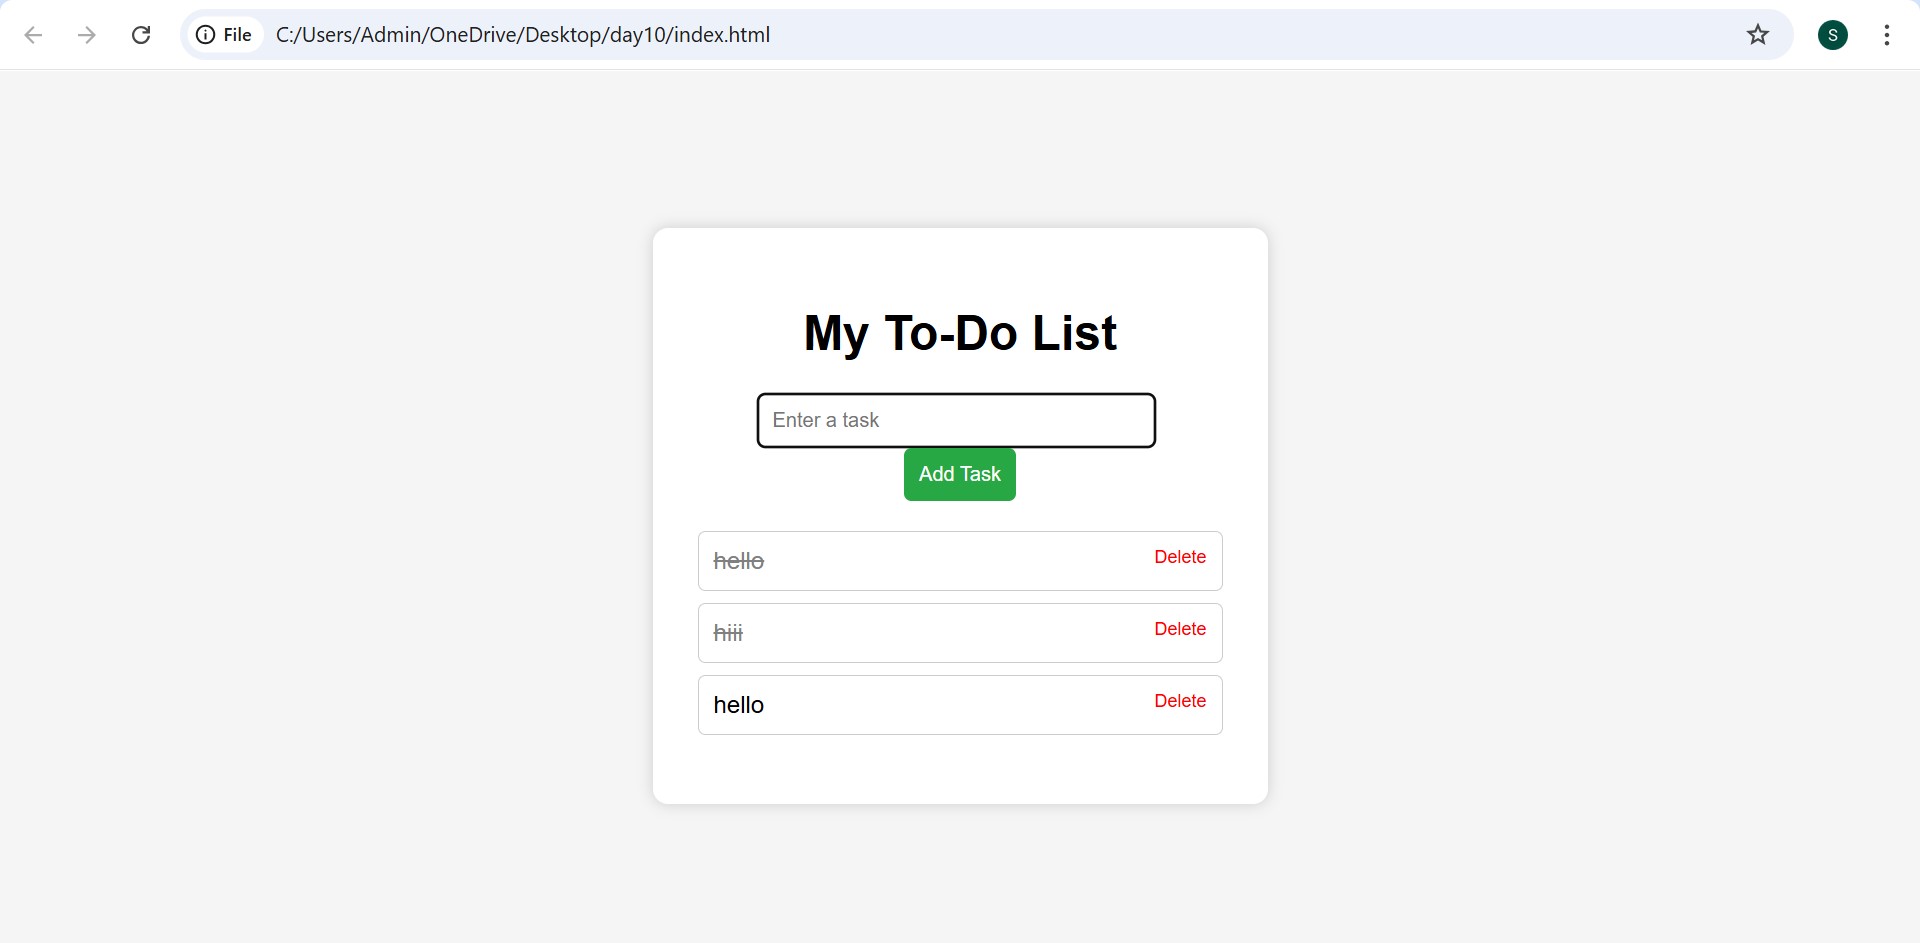 File C:/Users/Admin/OneDrive/Desktop/day10/index.html S
My To-Do List
Enter a task
Add Task
hello Delete
hiii Delete
hello Delete